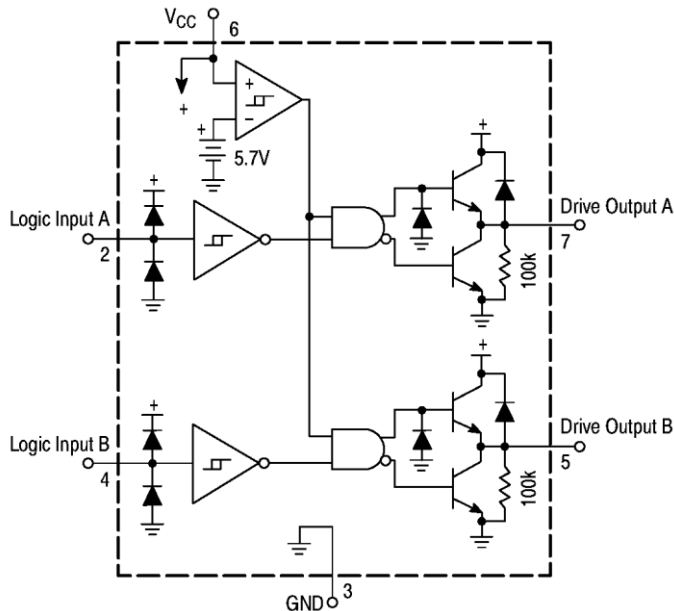 VCC
6
+
+
+
−
5.7V
+
Logic Input A
2
+
Drive Output A
7
100k
+
Logic Input B
4
+
Drive Output B
5
100k
3
GND